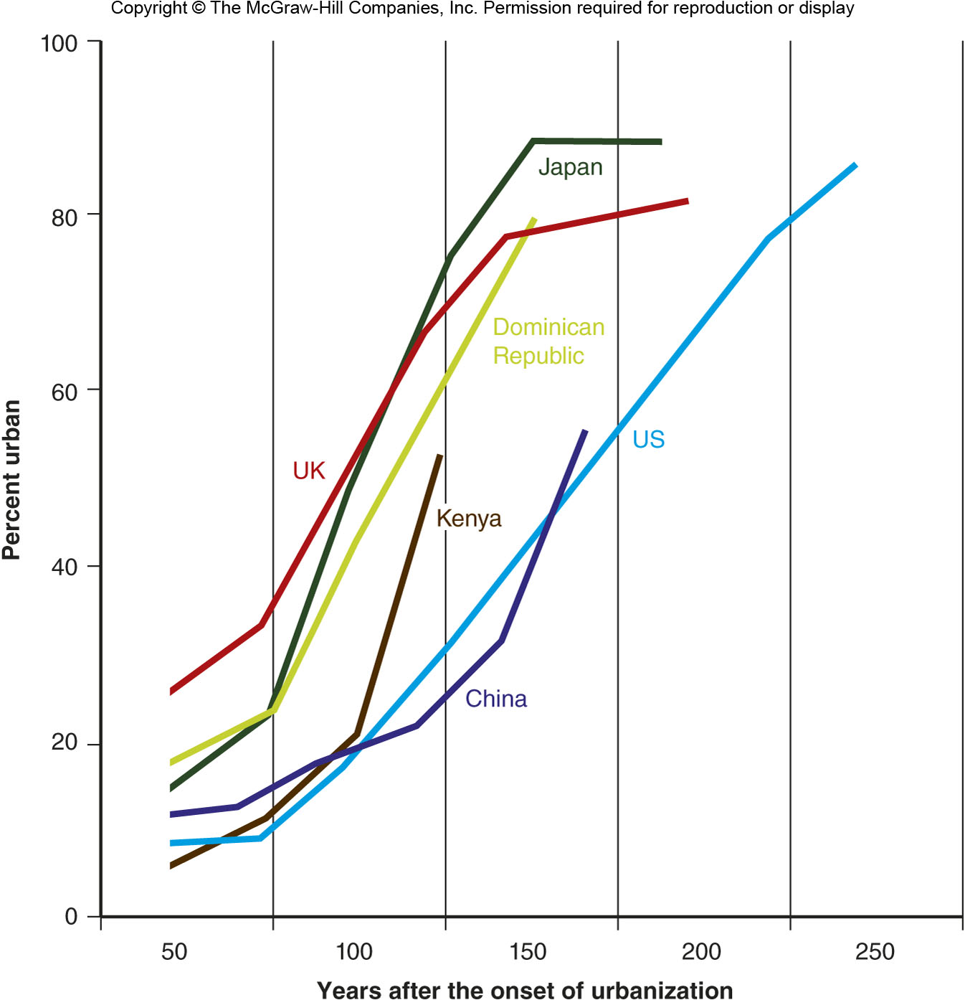 Copyright © The McGraw-Hill Companies, Inc. Permission required for reproduction or display
100
80
60
40
20
0
Percent urban
Japan
Dominican
Republic
UK
US
Kenya
China
50 100 150 200 250
Years after the onset of urbanization